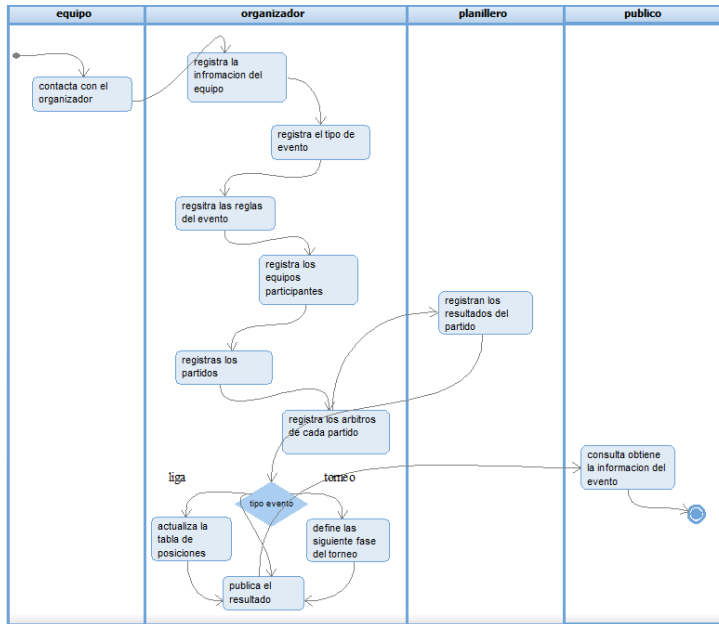 equipo
organizador
planillero
publico
contacta con el
organizador
registra la
infromacion del
equipo
registra el tipo de
evento
regsitra las reglas
del evento
registra los
equipos
participantes
registran los
resultados del
partido
registras los
partidos
registra los arbitros
de cada partido
consulta obtiene
la informacion del
evento
liga
torneo
tipo evento
actualiza la
tabla de
posiciones
define las
siguiente fase
del torneo
publica el
resultado